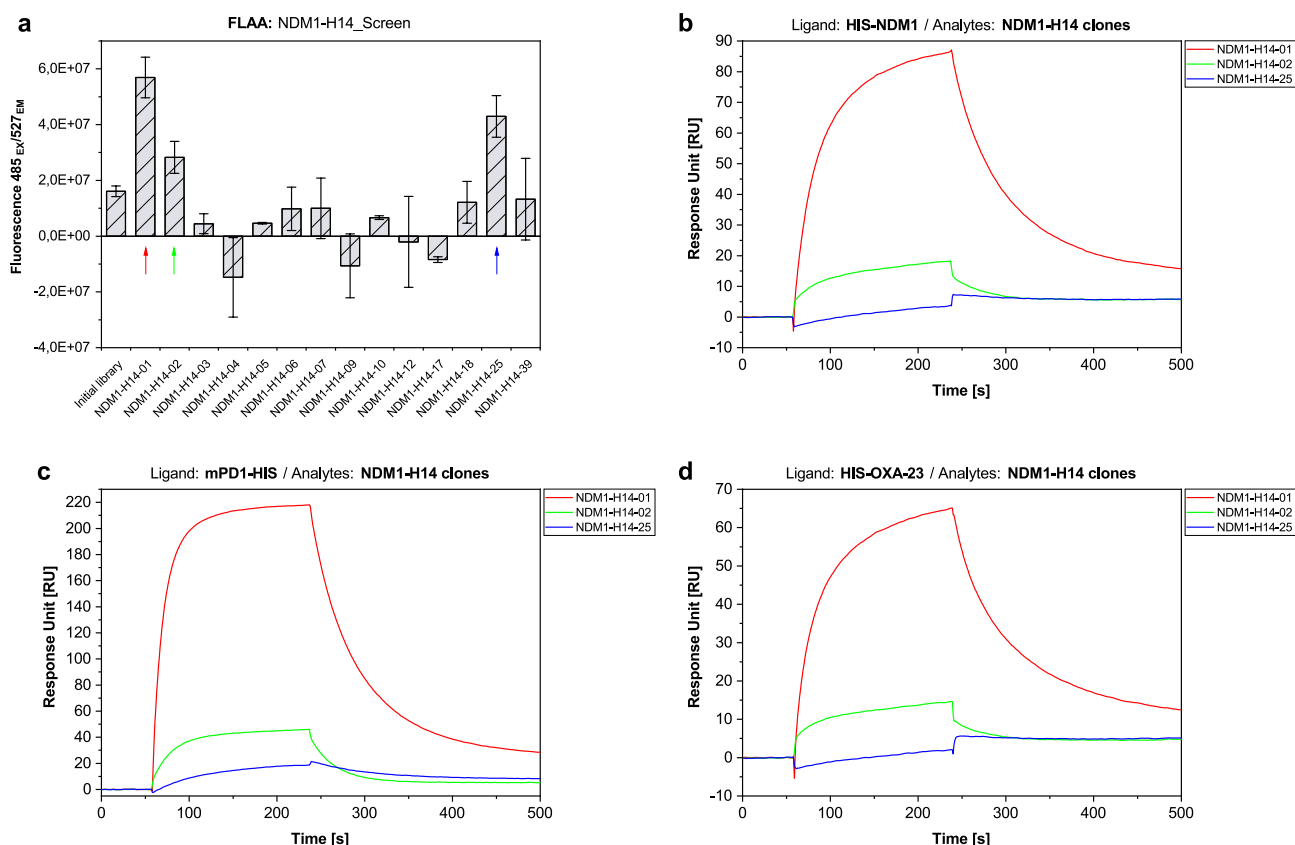 a
FLAA: NDM1-H14_Screen
Fluorescence 485 EX/527 EM
6,0E+07
4,0E+07
2,0E+07
0,0E+00
-2,0E+07
-4,0E+07
Initial library
NDM1-H14-01
NDM1-H14-02
NDM1-H14-03
NDM1-H14-04
NDM1-H14-05
NDM1-H14-06
NDM1-H14-07
NDM1-H14-09
NDM1-H14-10
NDM1-H14-12
NDM1-H14-17
NDM1-H14-18
NDM1-H14-25
NDM1-H14-39
b
Ligand: HIS-NDM1 / Analytes: NDM1-H14 clones
NDM1-H14-01
NDM1-H14-02
NDM1-H14-25
Response Unit [RU]
90
80
70
60
50
40
30
20
10
0
-10
0 100 200 300 400 500
Time [s]
c
Ligand: mPD1-HIS / Analytes: NDM1-H14 clones
NDM1-H14-01
NDM1-H14-02
NDM1-H14-25
Response Unit [RU]
220
200
180
160
140
120
100
80
60
40
20
0
-20
0 100 200 300 400 500
Time [s]
d
Ligand: HIS-OXA-23 / Analytes: NDM1-H14 clones
NDM1-H14-01
NDM1-H14-02
NDM1-H14-25
Response Unit [RU]
70
60
50
40
30
20
10
0
-10
0 100 200 300 400 500
Time [s]